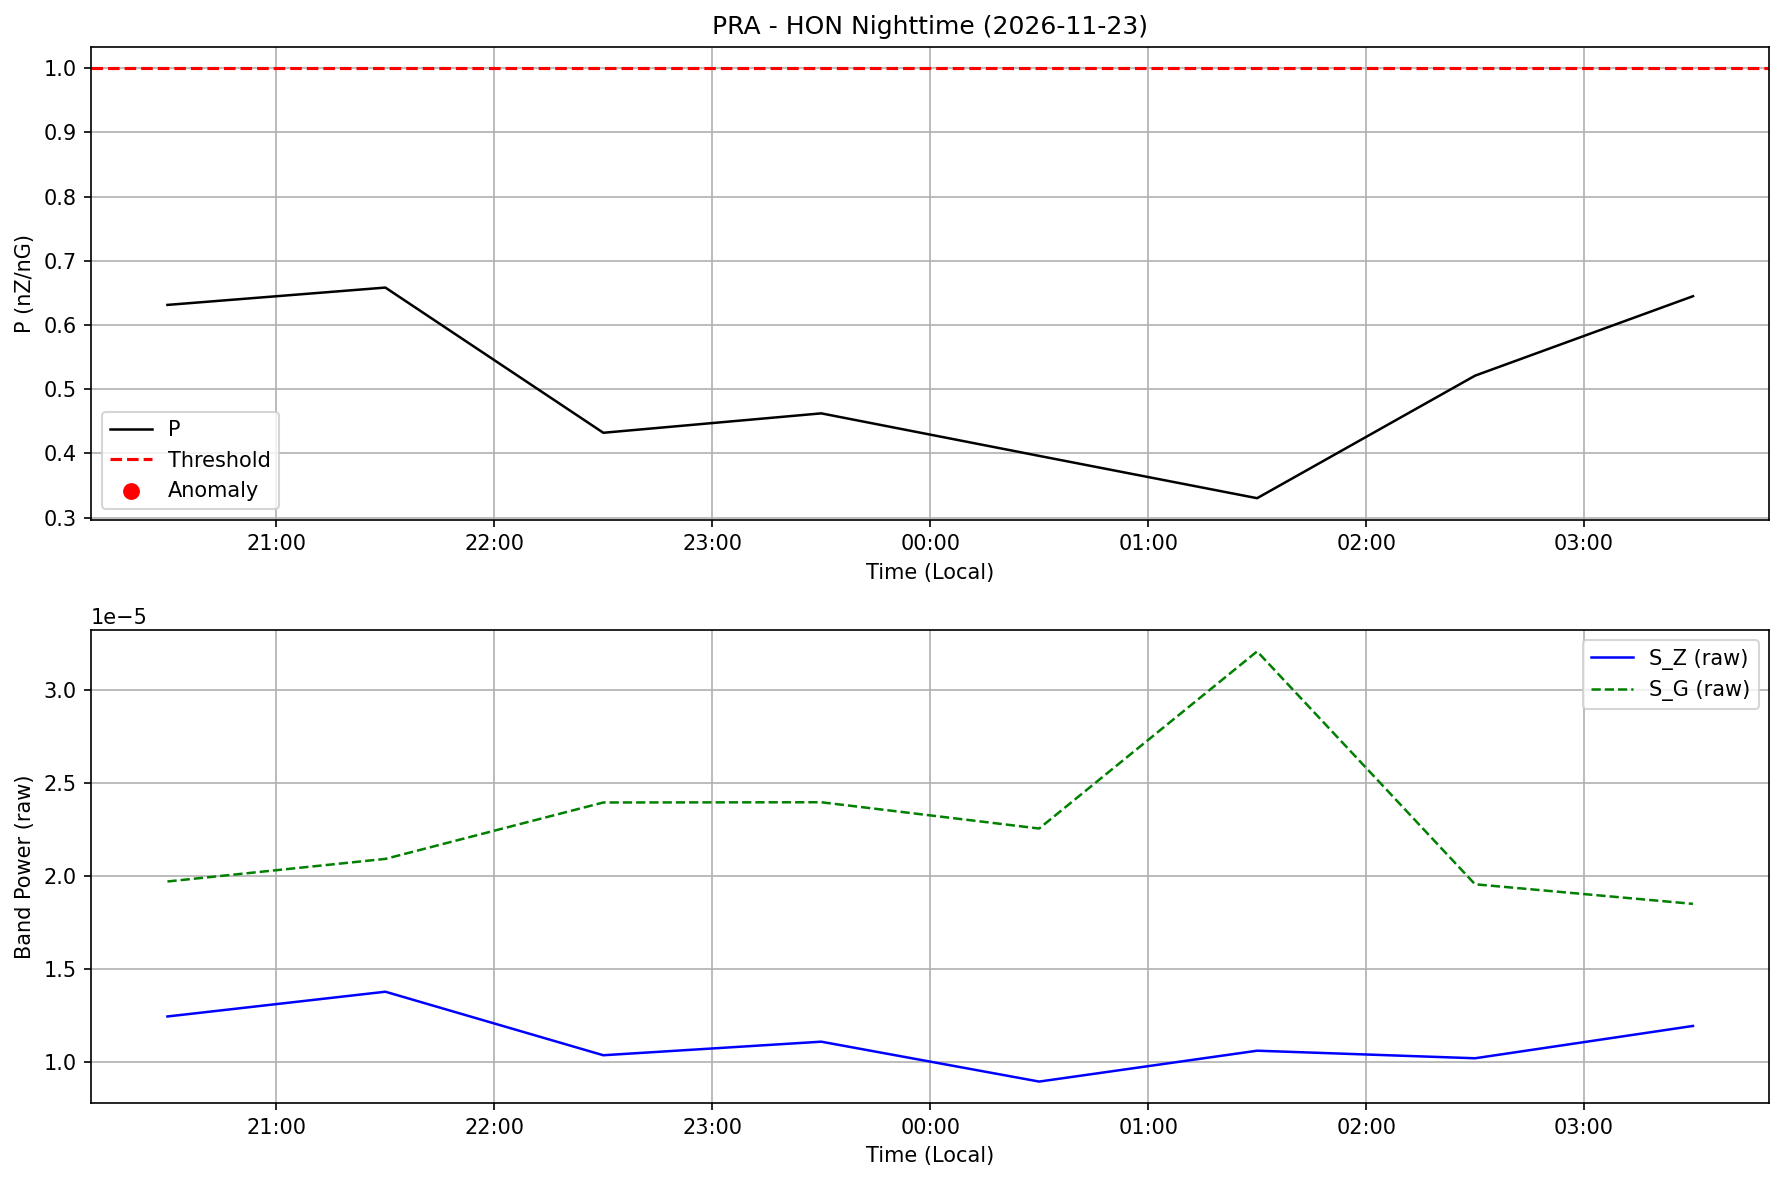 PRA - HON Nighttime (2026-11-23)
P (nZ/nG)
1.0
0.9
0.8
0.7
0.6
0.5
0.4
0.3
P
Threshold
Anomaly
21:00 22:00 23:00 00:00 01:00 02:00 03:00
Time (Local)
1e−5
Band Power (raw)
3.0
2.5
2.0
1.5
1.0
S_Z (raw)
S_G (raw)
21:00 22:00 23:00 00:00 01:00 02:00 03:00
Time (Local)